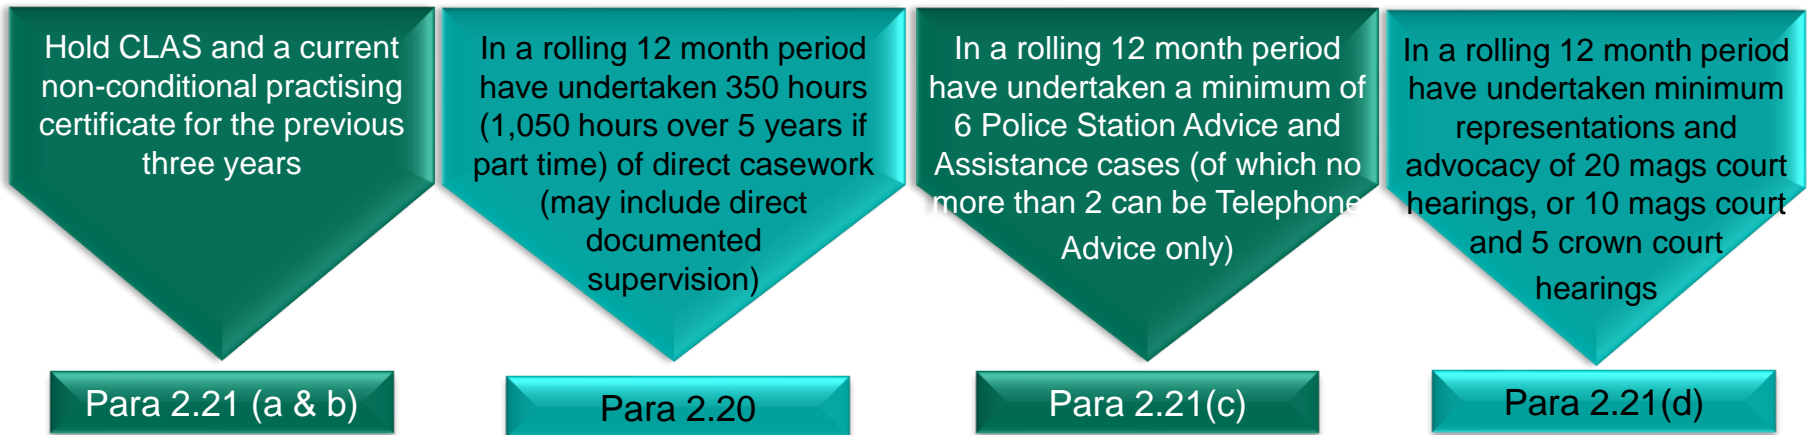 Hold CLAS and a current
non-conditional practising
certificate for the previous
three years
In a rolling 12 month period
have undertaken 350 hours
(1,050 hours over 5 years if
part time) of direct casework
(may include direct
documented
supervision)
In a rolling 12 month period
have undertaken a minimum of
6 Police Station Advice and
Assistance cases (of which no
more than 2 can be Telephone
Advice only)
In a rolling 12 month period
have undertaken minimum
representations and
advocacy of 20 mags court
hearings, or 10 mags court
and 5 crown court
hearings
Para 2.21 (a & b)
Para 2.20
Para 2.21(c)
Para 2.21(d)